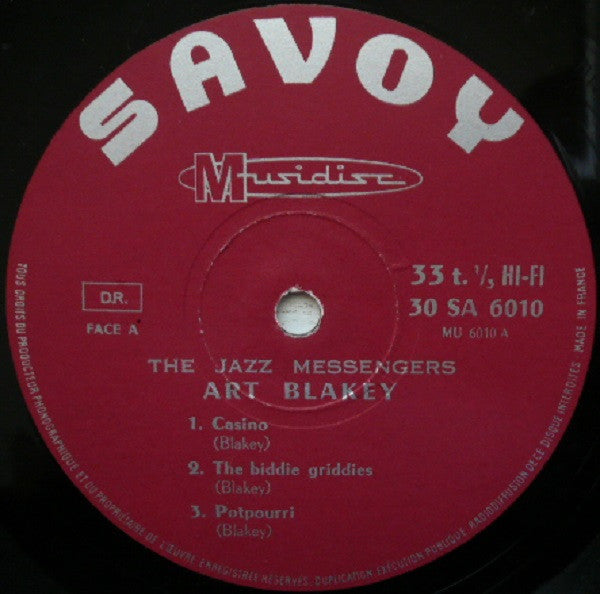 SAVOY
Musidisc
D.R.
FACE A
33 t. 1/3 HI-FI
30 SA 6010
MU 6010 A
THE JAZZ MESSENGERS
ART BLAKEY
1. Casino
(Blakey)
2. The biddie griddies
(Blakey)
3. Potpourri
(Blakey)
TOUS DROITS DU PRODUCTEUR PHONOGRAPHIQUE ET DU PROPRIÉTAIRE DE L'ŒUVRE ENREGISTRÉE RÉSERVÉS. DUPLICATION EXÉCUTION PUBLIQUE RADIODIFFUSION DE CE DISQUE INTERDITES
MADE IN FRANCE